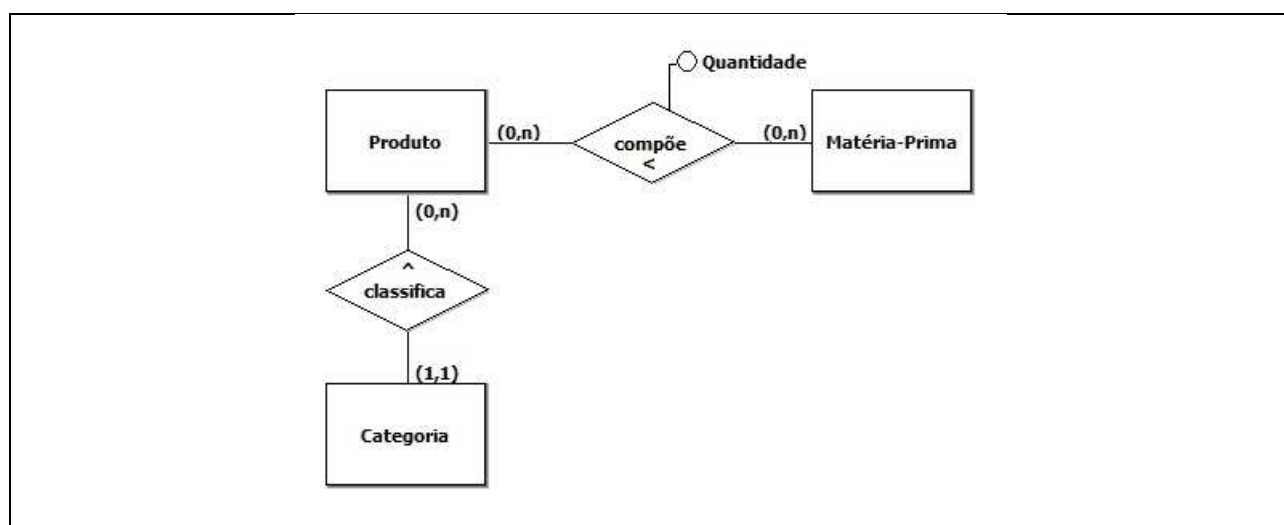 Quantidade
Produto
(0,n)
compõe
<
(0,n)
Matéria-Prima
(0,n)
^
classifica
(1,1)
Categoria